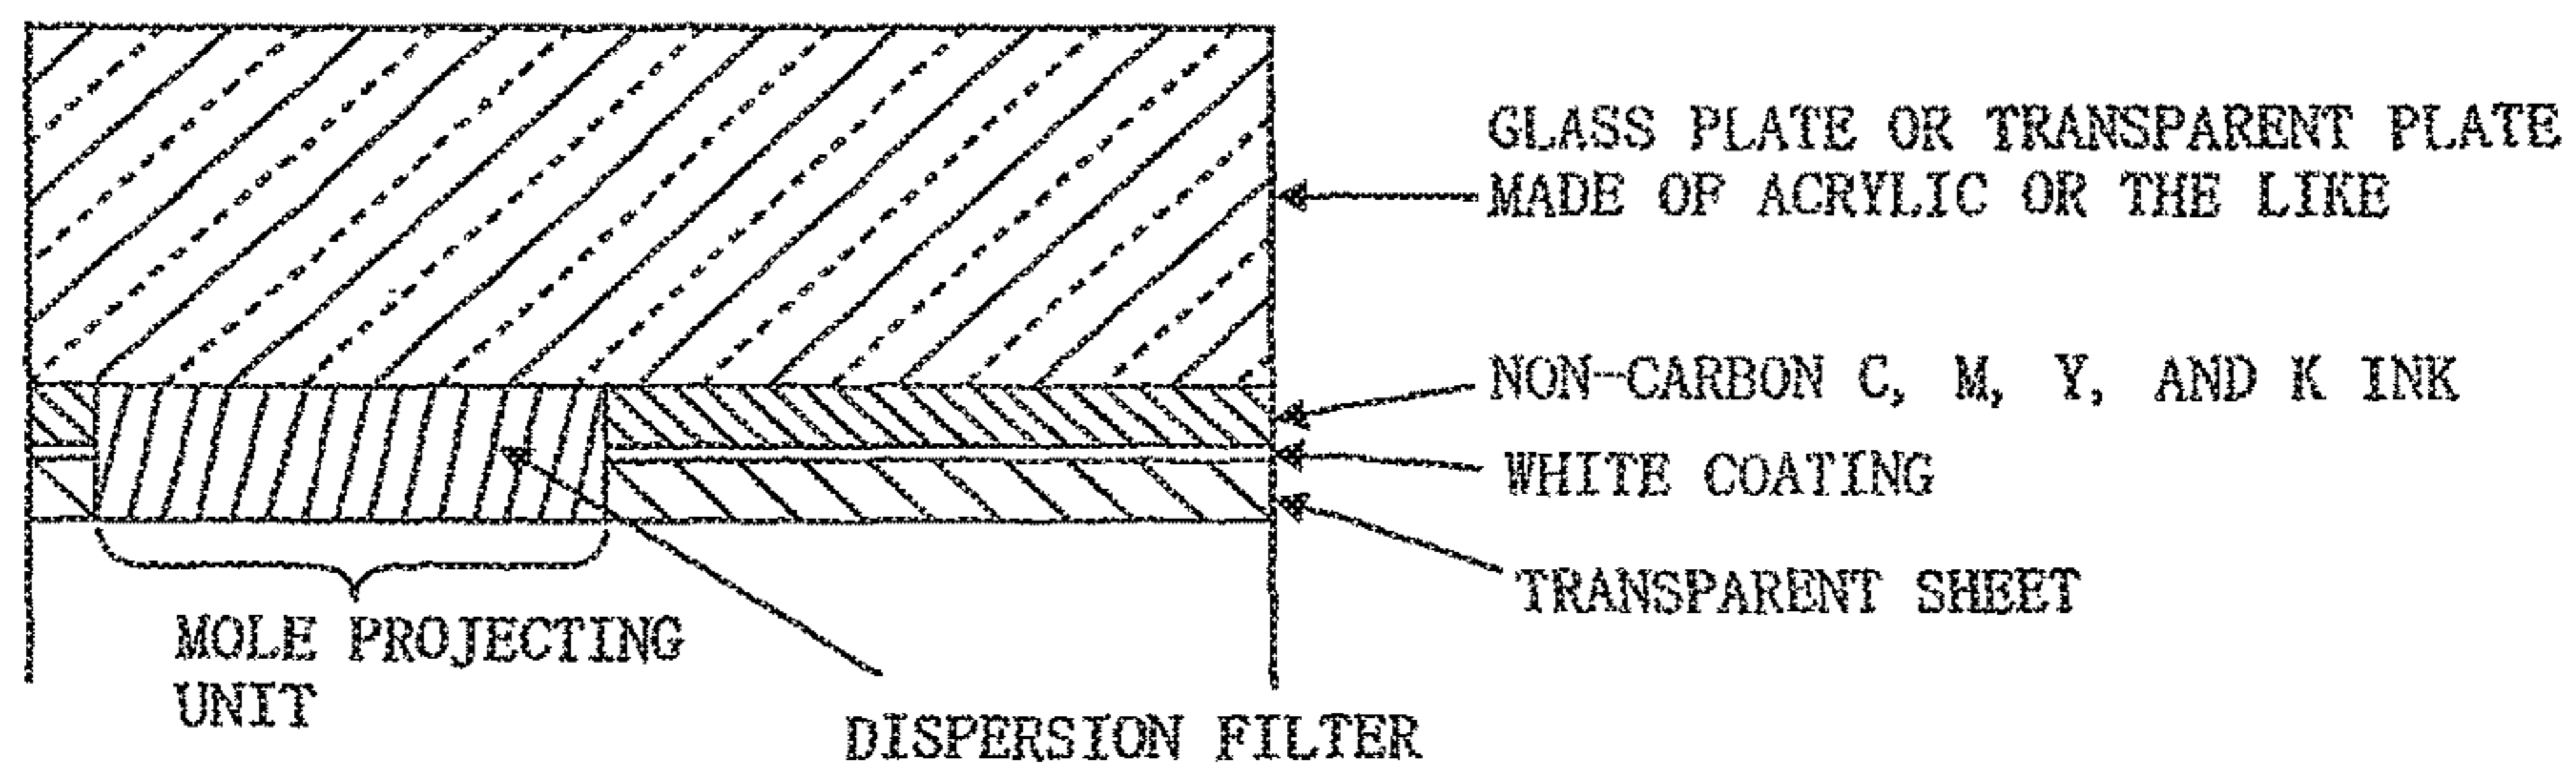 GLASS PLATE OR TRANSPARENT PLATE
MADE OF ACRYLIC OR THE LIKE
NON-CARBON C, M, Y, AND K INK
WHITE COATING
TRANSPARENT SHEET
MOLE PROJECTING
UNIT
DISPERSION FILTER